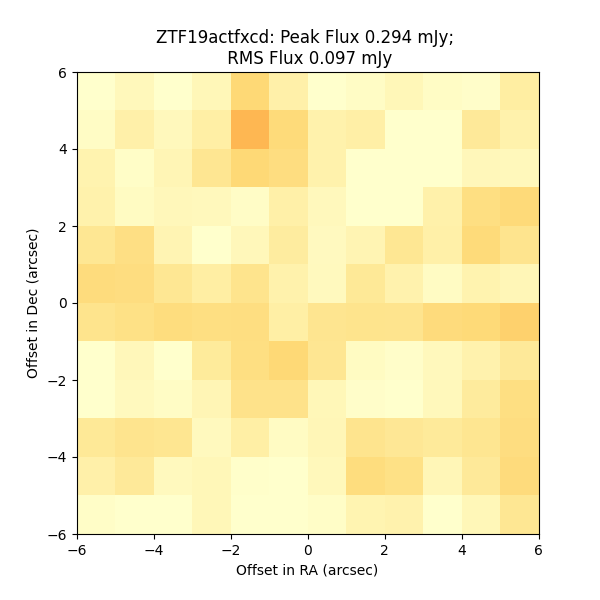 ZTF19actfxcd: Peak Flux 0.294 mJy;
RMS Flux 0.097 mJy
6
4
2
0
−2
−4
−6
Offset in Dec (arcsec)
−6 −4 −2 0 2 4 6
Offset in RA (arcsec)